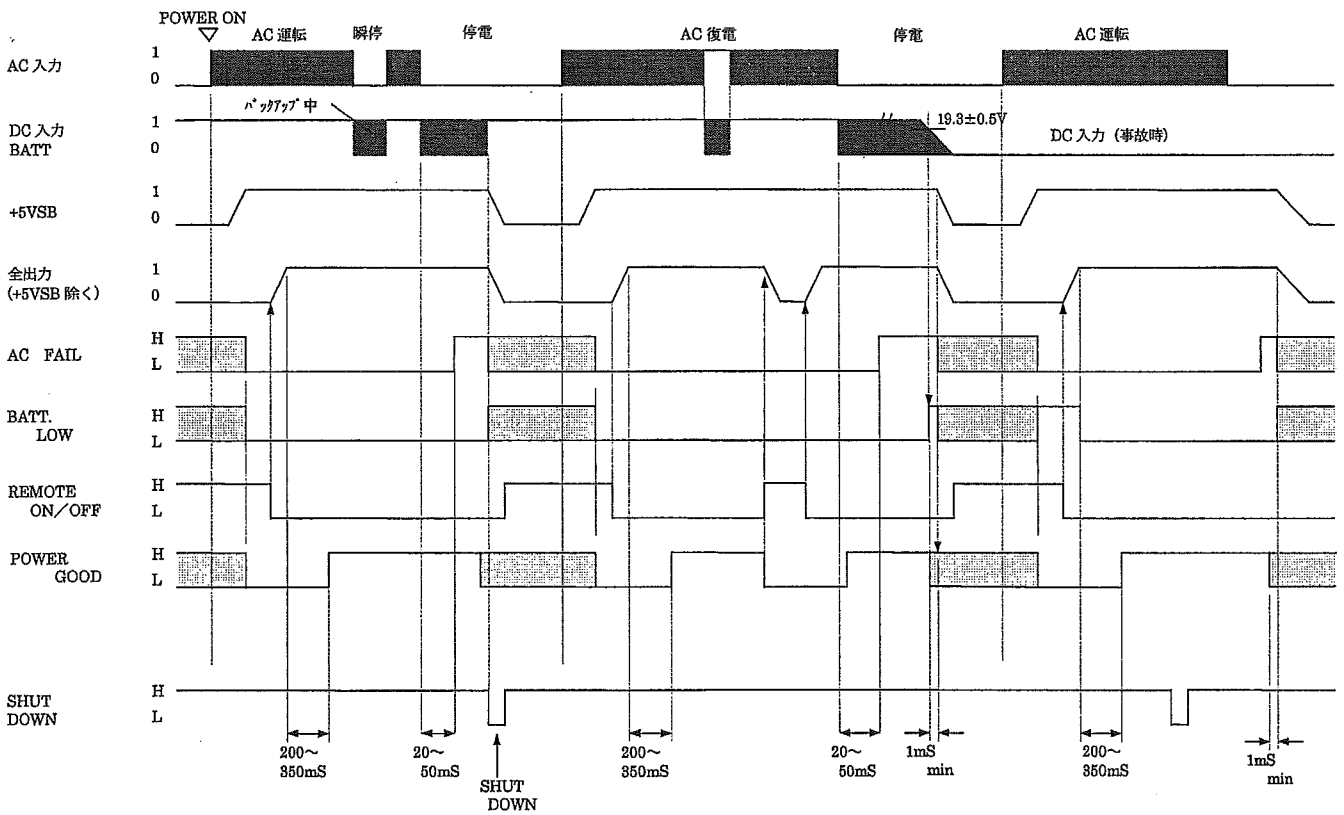 POWER ON
AC 運転
瞬停
停電
AC 復電
停電
AC 運転
AC 入力
1
0
バックアップ 中
DC 入力
BATT
1
0
19.3±0.5V
DC 入力 (事故時)
+5VSB
1
0
全出力
(+5VSB 除く)
1
0
AC FAIL
H
L
BATT.
LOW
H
L
REMOTE
ON/OFF
H
L
POWER
GOOD
H
L
SHUT
DOWN
H
L
200~
350mS
20~
50mS
SHUT
DOWN
200~
350mS
20~
50mS
1mS
min
200~
350mS
1mS
min